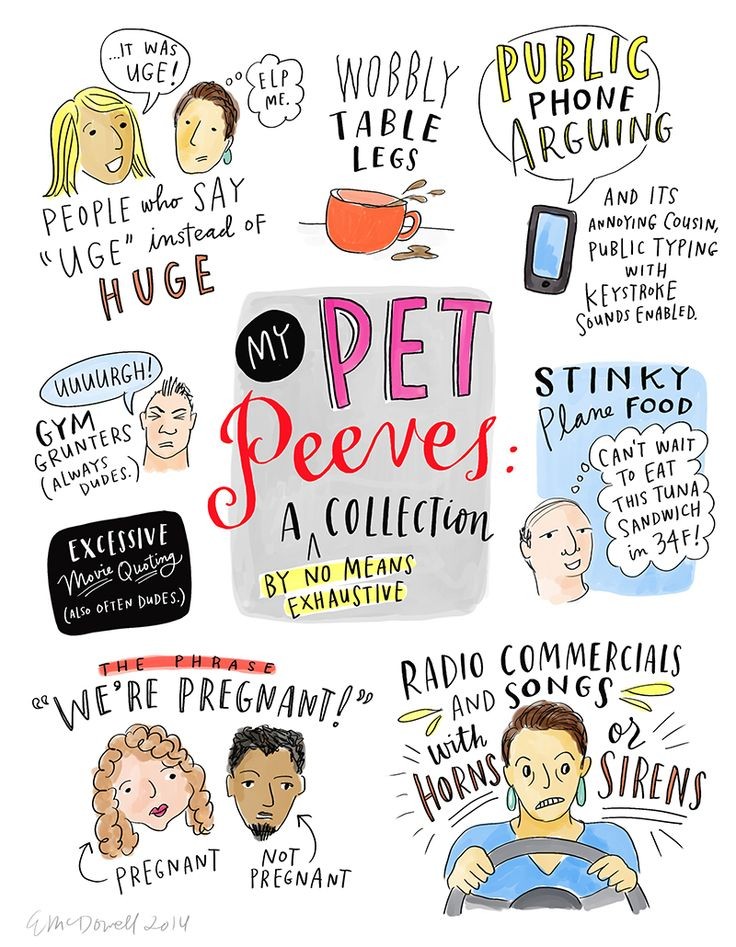 ...IT WAS
UGE!
ELP
ME.
PEOPLE who SAY
"UGE" instead of
HUGE
WOBBLY
TABLE
LEGS
PUBLIC
PHONE
ARGUING
AND ITS
ANNOYING COUSIN,
PUBLIC TYPING
WITH
KEYSTROKE
SOUNDS ENABLED.
MY PET
Peeves:
A ^ COLLECTION
BY NO MEANS
EXHAUSTIVE
UUUURGH!
GYM
GRUNTERS
(ALWAYS
DUDES.)
STINKY
Plane FOOD
CAN'T WAIT
TO EAT
THIS TUNA
SANDWICH
in 34F!
EXCESSIVE
Movie Quoting
(ALSO OFTEN DUDES.)
THE PHRASE
"WE'RE PREGNANT!"
PREGNANT
NOT
PREGNANT
RADIO COMMERCIALS
AND SONGS
with or
HORNS SIRENS
EMcDowell 2014